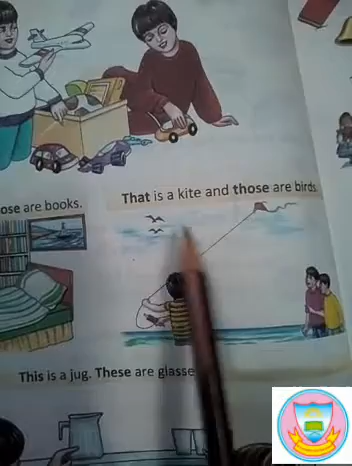 ose are books.
That is a kite and those are birds.
This is a jug. These are glasse